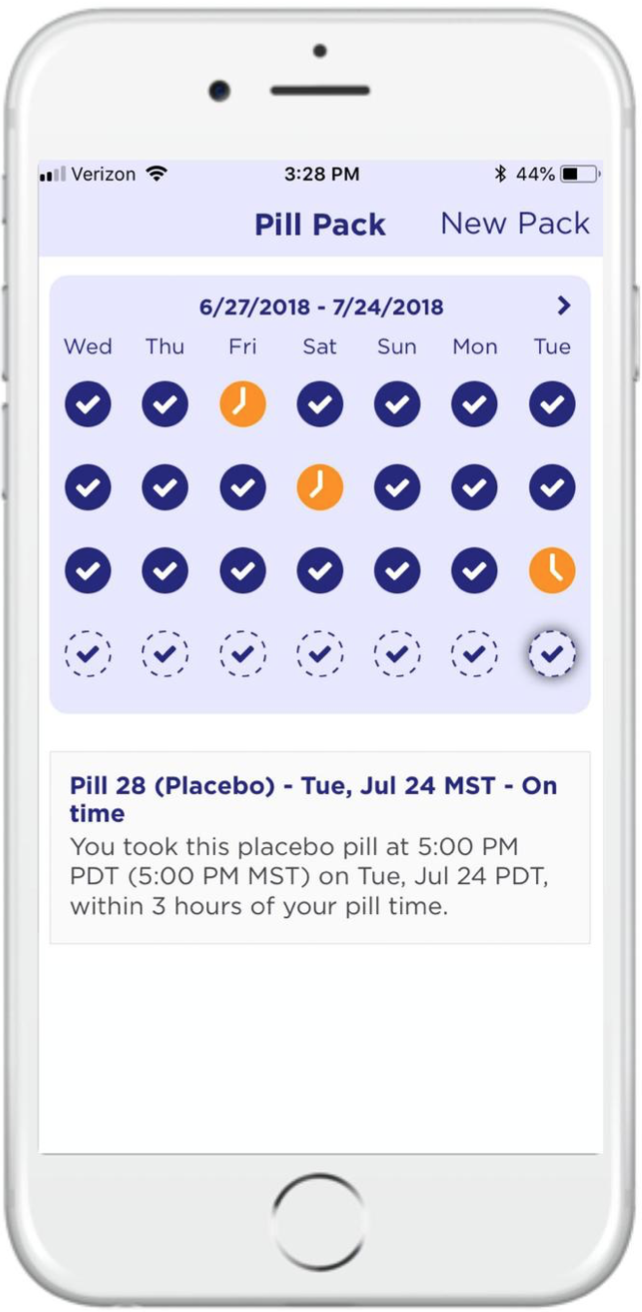 Verizon 3:28 PM 44%
Pill Pack New Pack
6/27/2018 - 7/24/2018
Wed Thu Fri Sat Sun Mon Tue
Pill 28 (Placebo) - Tue, Jul 24 MST - On
time
You took this placebo pill at 5:00 PM
PDT (5:00 PM MST) on Tue, Jul 24 PDT,
within 3 hours of your pill time.